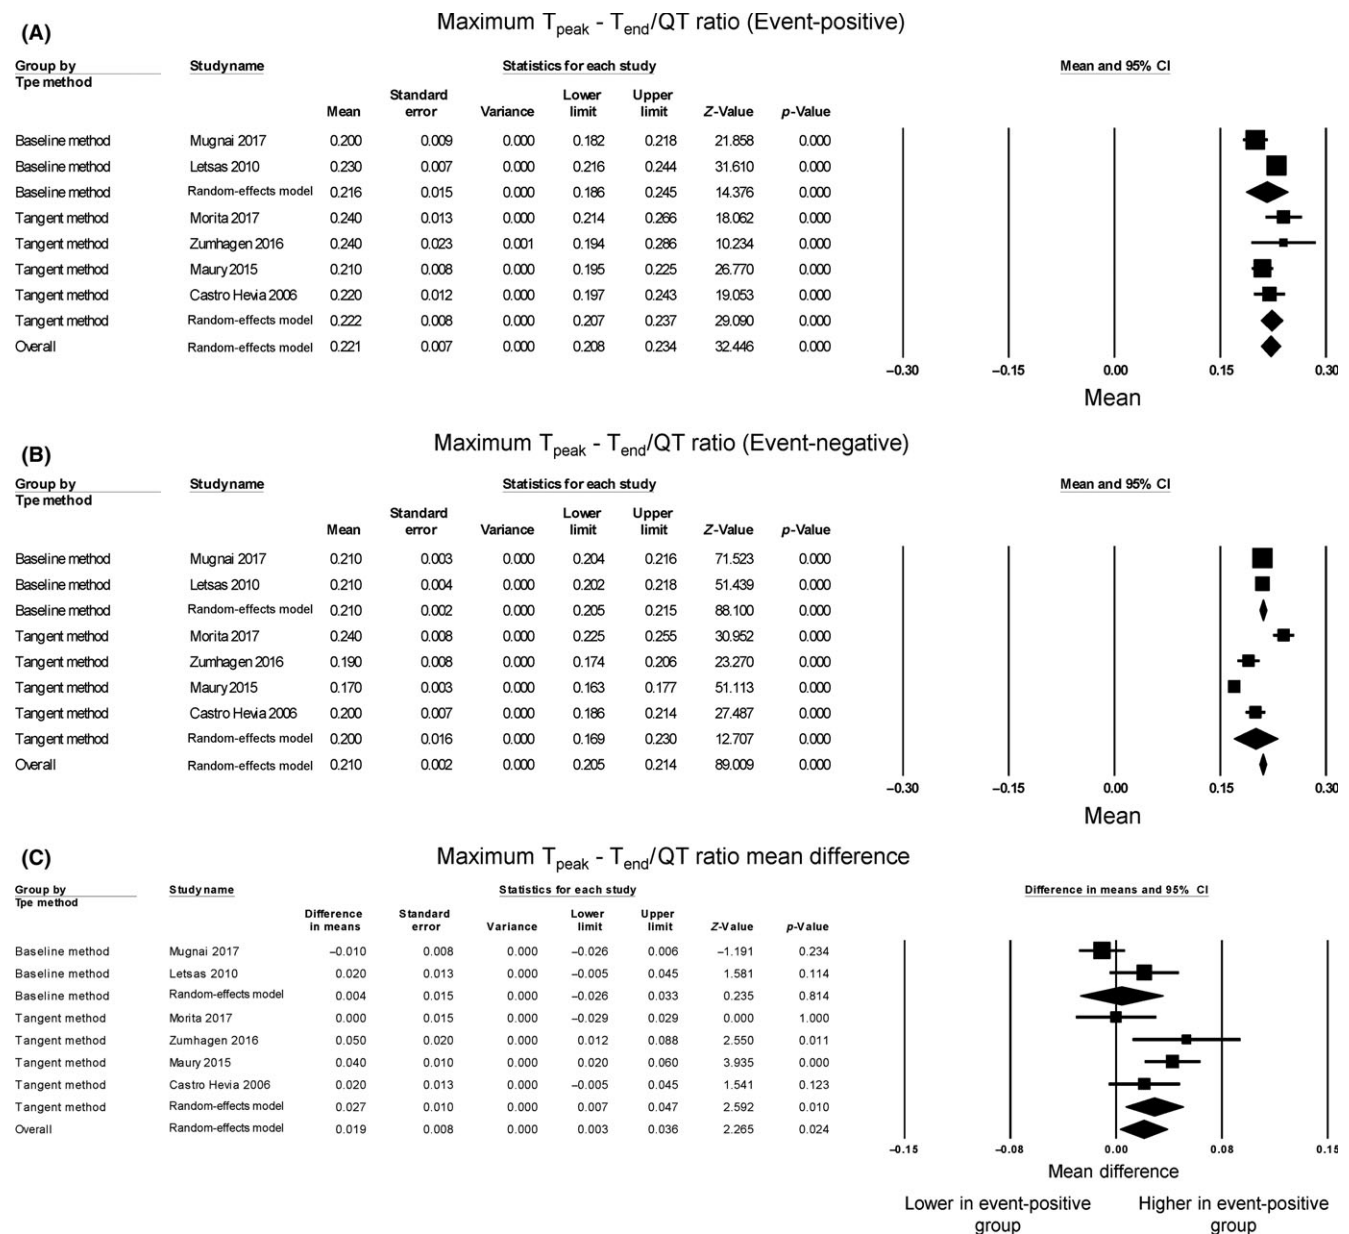 (A)
Maximum Tpeak - Tend/QT ratio (Event-positive)
Group by Study name Statistics for each study Mean and 95% CI
Tpe method
Mean Standard error Variance Lower limit Upper limit Z-Value p-Value
Baseline method Mugnai 2017 0.200 0.009 0.000 0.182 0.218 21.858 0.000
Baseline method Letsas 2010 0.230 0.007 0.000 0.216 0.244 31.610 0.000
Baseline method Random-effects model 0.216 0.015 0.000 0.186 0.245 14.376 0.000
Tangent method Morita 2017 0.240 0.013 0.000 0.214 0.266 18.062 0.000
Tangent method Zumhagen 2016 0.240 0.023 0.001 0.194 0.286 10.234 0.000
Tangent method Maury 2015 0.210 0.008 0.000 0.195 0.225 26.770 0.000
Tangent method Castro Hevia 2006 0.220 0.012 0.000 0.197 0.243 19.053 0.000
Tangent method Random-effects model 0.222 0.008 0.000 0.207 0.237 29.090 0.000
Overall Random-effects model 0.221 0.007 0.000 0.208 0.234 32.446 0.000
−0.30 −0.15 0.00 0.15 0.30
Mean
(B)
Maximum Tpeak - Tend/QT ratio (Event-negative)
Group by Study name Statistics for each study Mean and 95% CI
Tpe method
Mean Standard error Variance Lower limit Upper limit Z-Value p-Value
Baseline method Mugnai 2017 0.210 0.003 0.000 0.204 0.216 71.523 0.000
Baseline method Letsas 2010 0.210 0.004 0.000 0.202 0.218 51.439 0.000
Baseline method Random-effects model 0.210 0.002 0.000 0.205 0.215 88.100 0.000
Tangent method Morita 2017 0.240 0.008 0.000 0.225 0.255 30.952 0.000
Tangent method Zumhagen 2016 0.190 0.008 0.000 0.174 0.206 23.270 0.000
Tangent method Maury 2015 0.170 0.003 0.000 0.163 0.177 51.113 0.000
Tangent method Castro Hevia 2006 0.200 0.007 0.000 0.186 0.214 27.487 0.000
Tangent method Random-effects model 0.200 0.016 0.000 0.169 0.230 12.707 0.000
Overall Random-effects model 0.210 0.002 0.000 0.205 0.214 89.009 0.000
−0.30 −0.15 0.00 0.15 0.30
Mean
(C)
Maximum Tpeak - Tend/QT ratio mean difference
Group by Study name Statistics for each study Difference in means and 95% CI
Tpe method
Difference in means Standard error Variance Lower limit Upper limit Z-Value p-Value
Baseline method Mugnai 2017 −0.010 0.008 0.000 −0.026 0.006 −1.191 0.234
Baseline method Letsas 2010 0.020 0.013 0.000 −0.005 0.045 1.581 0.114
Baseline method Random-effects model 0.004 0.015 0.000 −0.026 0.033 0.235 0.814
Tangent method Morita 2017 0.000 0.015 0.000 −0.029 0.029 0.000 1.000
Tangent method Zumhagen 2016 0.050 0.020 0.000 0.012 0.088 2.550 0.011
Tangent method Maury 2015 0.040 0.010 0.000 0.020 0.060 3.935 0.000
Tangent method Castro Hevia 2006 0.020 0.013 0.000 −0.005 0.045 1.541 0.123
Tangent method Random-effects model 0.027 0.010 0.000 0.007 0.047 2.592 0.010
Overall Random-effects model 0.019 0.008 0.000 0.003 0.036 2.265 0.024
−0.15 −0.08 0.00 0.08 0.15
Mean difference
Lower in event-positive group
Higher in event-positive group